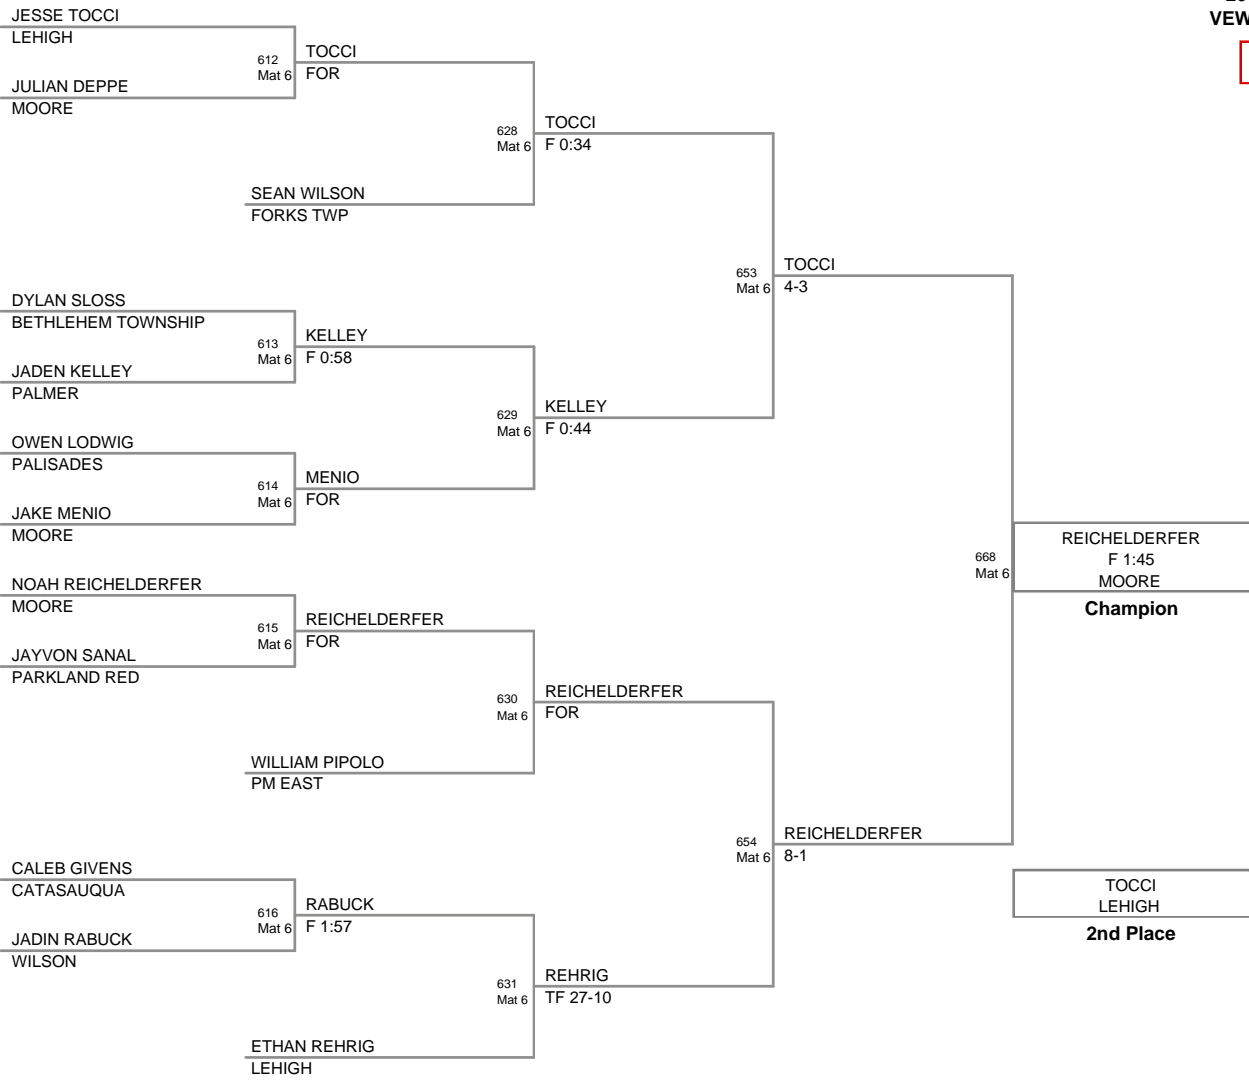 VEW
JESSE TOCCI
LEHIGH
612
Mat 6
TOCCI
FOR
JULIAN DEPPE
MOORE
628
Mat 6
TOCCI
F 0:34
SEAN WILSON
FORKS TWP
653
Mat 6
TOCCI
4-3
DYLAN SLOSS
BETHLEHEM TOWNSHIP
613
Mat 6
KELLEY
F 0:58
JADEN KELLEY
PALMER
629
Mat 6
KELLEY
F 0:44
OWEN LODWIG
PALISADES
614
Mat 6
MENIO
FOR
JAKE MENIO
MOORE
668
Mat 6
REICHELDERFER
F 1:45
MOORE
Champion
NOAH REICHELDERFER
MOORE
615
Mat 6
REICHELDERFER
FOR
JAYVON SANAL
PARKLAND RED
630
Mat 6
REICHELDERFER
FOR
WILLIAM PIPOLO
PM EAST
654
Mat 6
REICHELDERFER
8-1
CALEB GIVENS
CATASAUQUA
616
Mat 6
RABUCK
F 1:57
JADIN RABUCK
WILSON
631
Mat 6
REHRIG
TF 27-10
ETHAN REHRIG
LEHIGH
TOCCI
LEHIGH
2nd Place